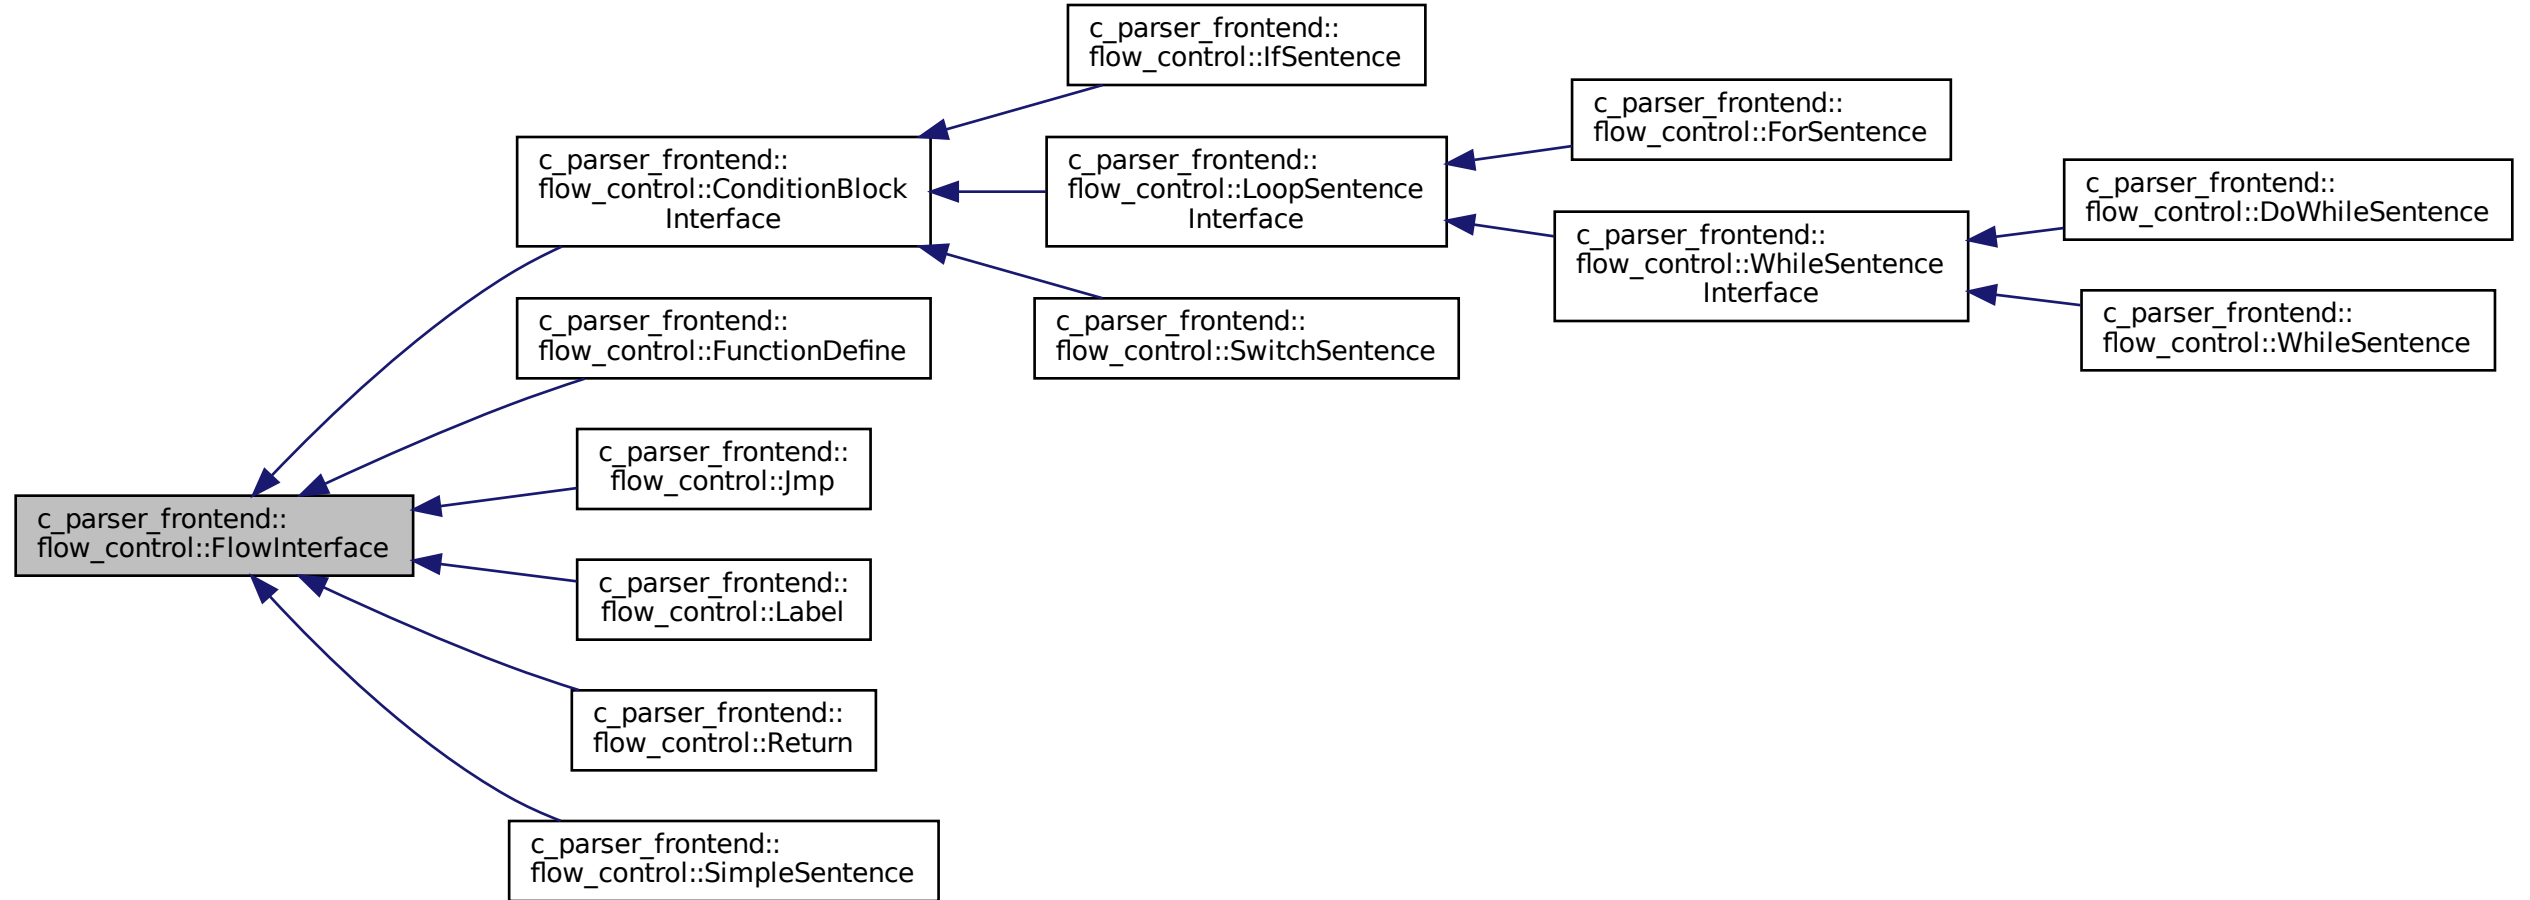 c_parser_frontend::
flow_control::IfSentence
c_parser_frontend::
flow_control::ForSentence
c_parser_frontend::
flow_control::ConditionBlock
Interface
c_parser_frontend::
flow_control::LoopSentence
Interface
c_parser_frontend::
flow_control::DoWhileSentence
c_parser_frontend::
flow_control::WhileSentence
Interface
c_parser_frontend::
flow_control::FunctionDefine
c_parser_frontend::
flow_control::SwitchSentence
c_parser_frontend::
flow_control::WhileSentence
c_parser_frontend::
flow_control::Jmp
c_parser_frontend::
flow_control::FlowInterface
c_parser_frontend::
flow_control::Label
c_parser_frontend::
flow_control::Return
c_parser_frontend::
flow_control::SimpleSentence